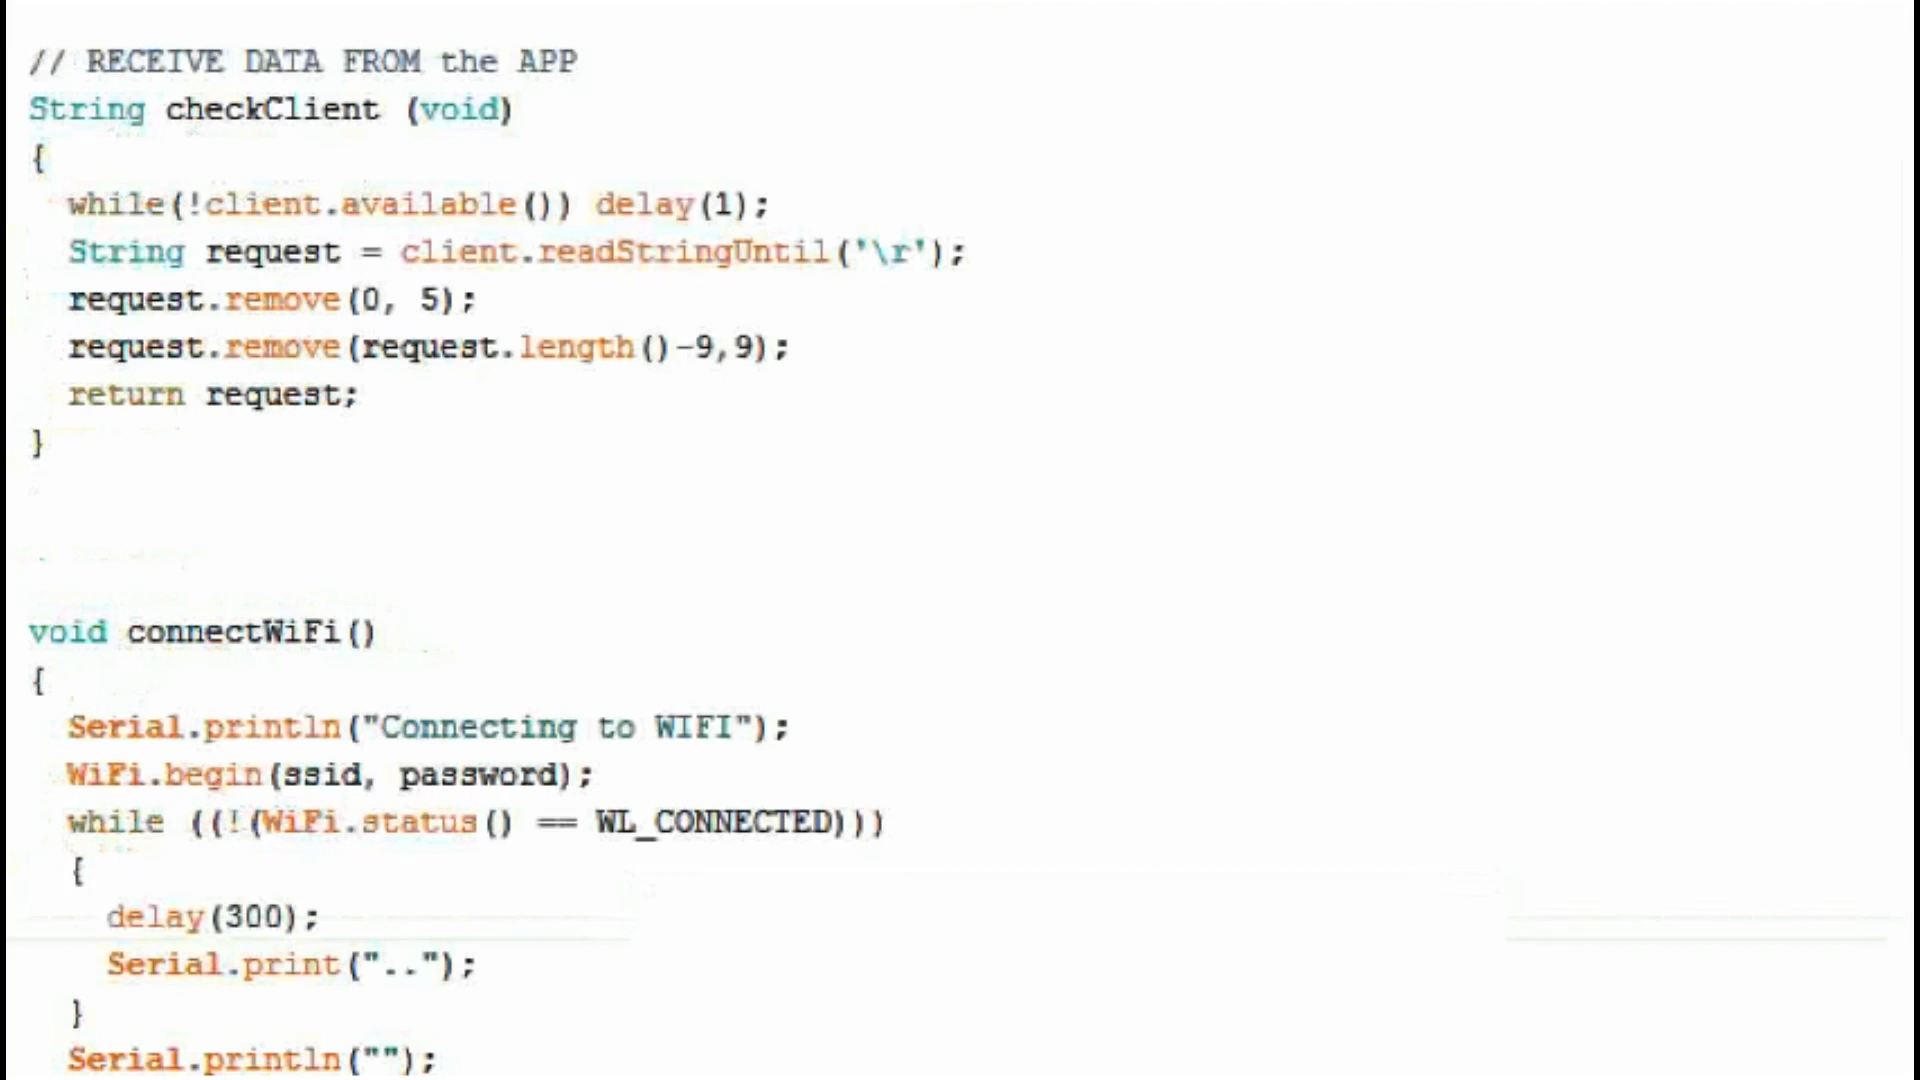 // RECEIVE DATA FROM the APP
String checkClient (void)
{
while(!client.available()) delay(1);
String request = client.readStringUntil('\r');
request.remove(0, 5);
request.remove(request.length()-9,9);
return request;
}
void connectWiFi()
{
Serial.println("Connecting to WIFI");
WiFi.begin(ssid, password);
while ((!(WiFi.status() == WL_CONNECTED)))
{
delay(300);
Serial.print("..");
}
Serial.println("");